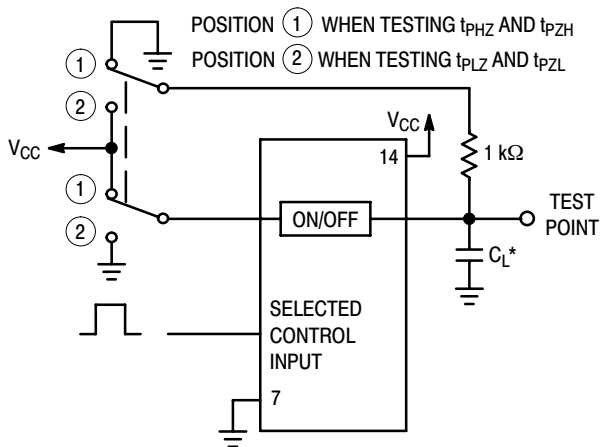 POSITION 1 WHEN TESTING tPHZ AND tPZH
POSITION 2 WHEN TESTING tPLZ AND tPZL
1
2
VCC
1
2
VCC
14
1 kΩ
ON/OFF
TEST
POINT
CL*
SELECTED
CONTROL
INPUT
7